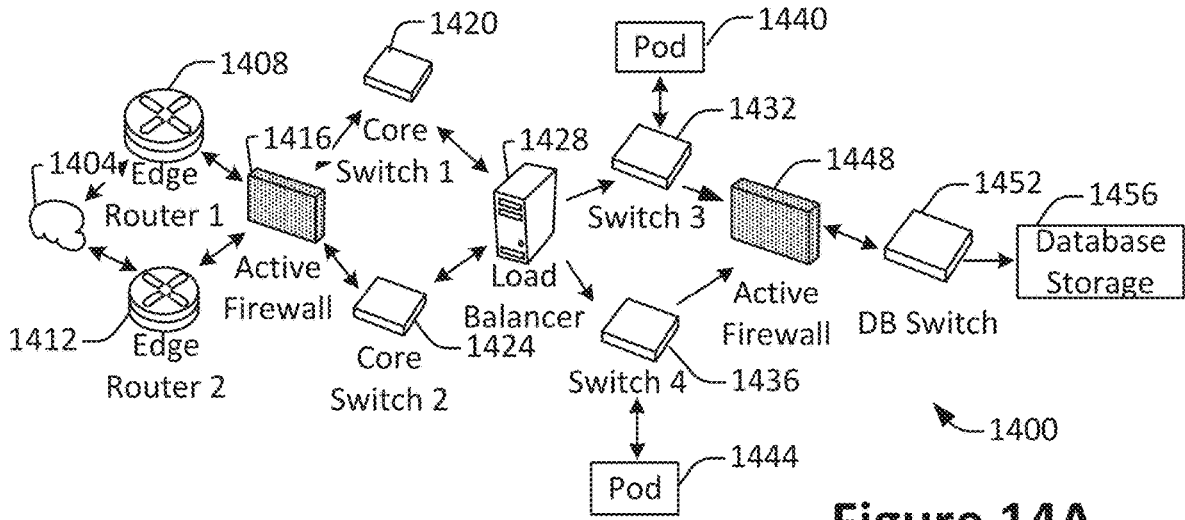 1420
1440
Pod
1408
1432
1416
Core
Switch 1
1428
1448
1404
Edge
Router 1
Switch 3
1452
1456
Database
Storage
Active
Firewall
Load
Balancer
Active
Firewall
DB Switch
1412
Edge
Router 2
1424
Core
Switch 2
Switch 4
1436
1400
1444
Pod
Figure 14A